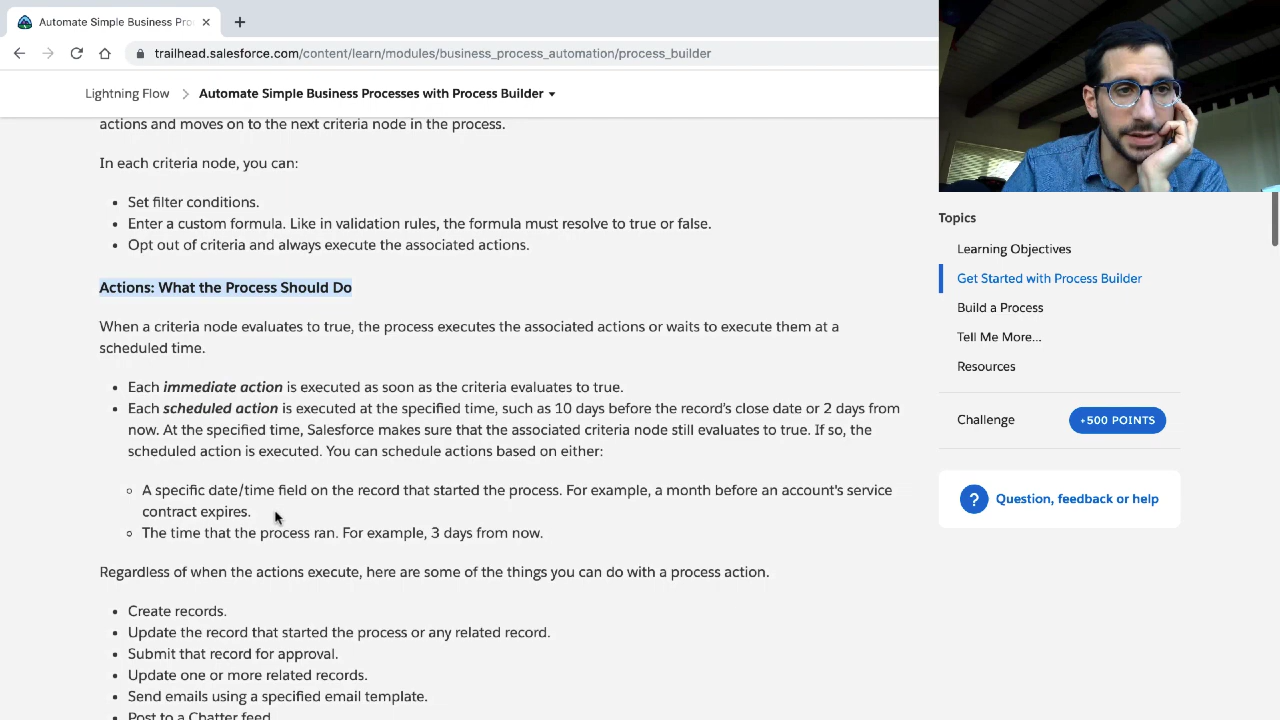 Automate Simple Business Pro
trailhead.salesforce.com/content/learn/modules/business_process_automation/process_builder
Lightning Flow
Automate Simple Business Processes with Process Builder
actions and moves on to the next criteria node in the process.
In each criteria node, you can:
Set filter conditions.
Enter a custom formula. Like in validation rules, the formula must resolve to true or false.
Opt out of criteria and always execute the associated actions.
Actions: What the Process Should Do
When a criteria node evaluates to true, the process executes the associated actions or waits to execute them at a
scheduled time.
Each immediate action is executed as soon as the criteria evaluates to true.
Each scheduled action is executed at the specified time, such as 10 days before the record’s close date or 2 days from
now. At the specified time, Salesforce makes sure that the associated criteria node still evaluates to true. If so, the
scheduled action is executed. You can schedule actions based on either:
A specific date/time field on the record that started the process. For example, a month before an account's service
contract expires.
The time that the process ran. For example, 3 days from now.
Regardless of when the actions execute, here are some of the things you can do with a process action.
Create records.
Update the record that started the process or any related record.
Submit that record for approval.
Update one or more related records.
Send emails using a specified email template.
Post to a Chatter feed
Topics
Learning Objectives
Get Started with Process Builder
Build a Process
Tell Me More...
Resources
Challenge
+500 POINTS
? Question, feedback or help